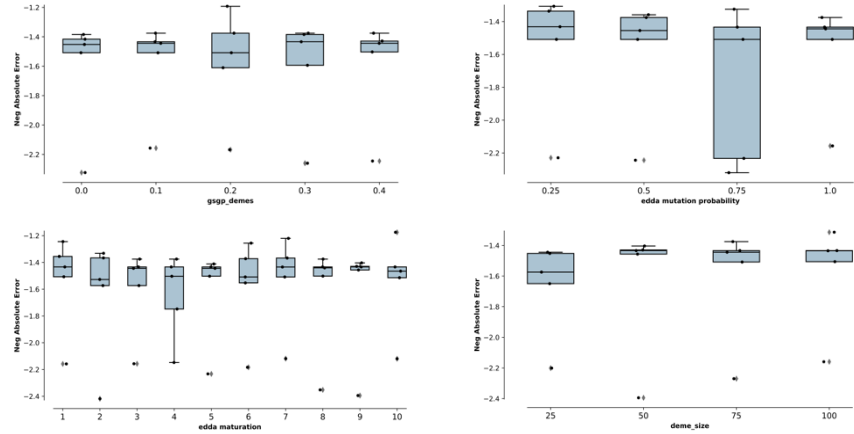 −1.2
−1.4
−1.6
−1.8
−2.0
−2.2
Neg Absolute Error
0.0 0.1 0.2 0.3 0.4
gsgp_demes
−1.4
−1.6
−1.8
−2.0
−2.2
Neg Absolute Error
0.25 0.5 0.75 1.0
edda mutation probability
−1.2
−1.4
−1.6
−1.8
−2.0
−2.2
−2.4
Neg Absolute Error
1 2 3 4 5 6 7 8 9 10
edda maturation
−1.4
−1.6
−1.8
−2.0
−2.2
−2.4
Neg Absolute Error
25 50 75 100
deme_size